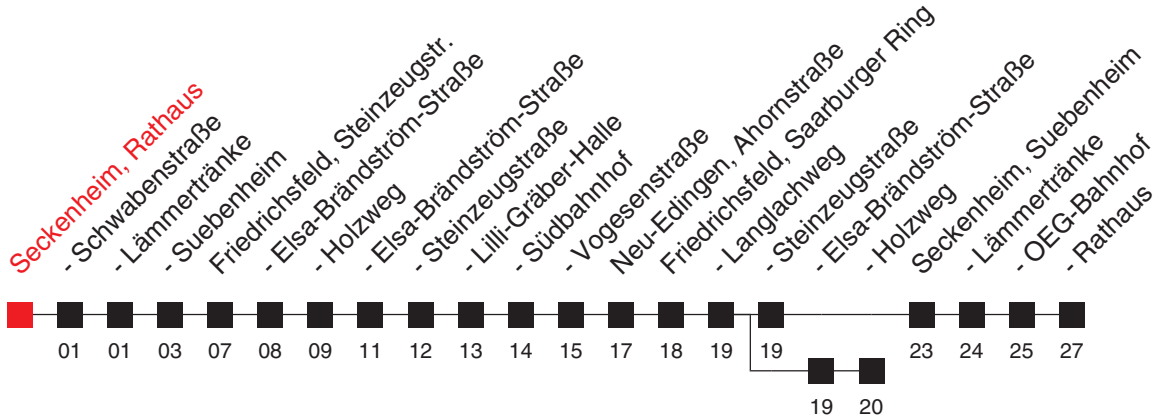 Seckenheim, Rathaus
- Schwabenstraße
- Lämmertränke
- Suebenheim
Friedrichsfeld, Steinzeugstr.
- Elsa-Brändström-Straße
- Holzweg
- Elsa-Brändström-Straße
- Steinzeugstraße
- Lilli-Gräber-Halle
- Südbahnhof
- Vogesenstraße
Neu-Edingen, Ahornstraße
Friedrichsfeld, Saarburger Ring
- Langlachweg
- Steinzeugstraße
- Elsa-Brändström-Straße
- Holzweg
Seckenheim, Suebenheim
- Lämmertränke
- OEG-Bahnhof
- Rathaus
01 01 03 07 08 09 11 12 13 14 15 17 18 19 19 23 24 25 27
19 20